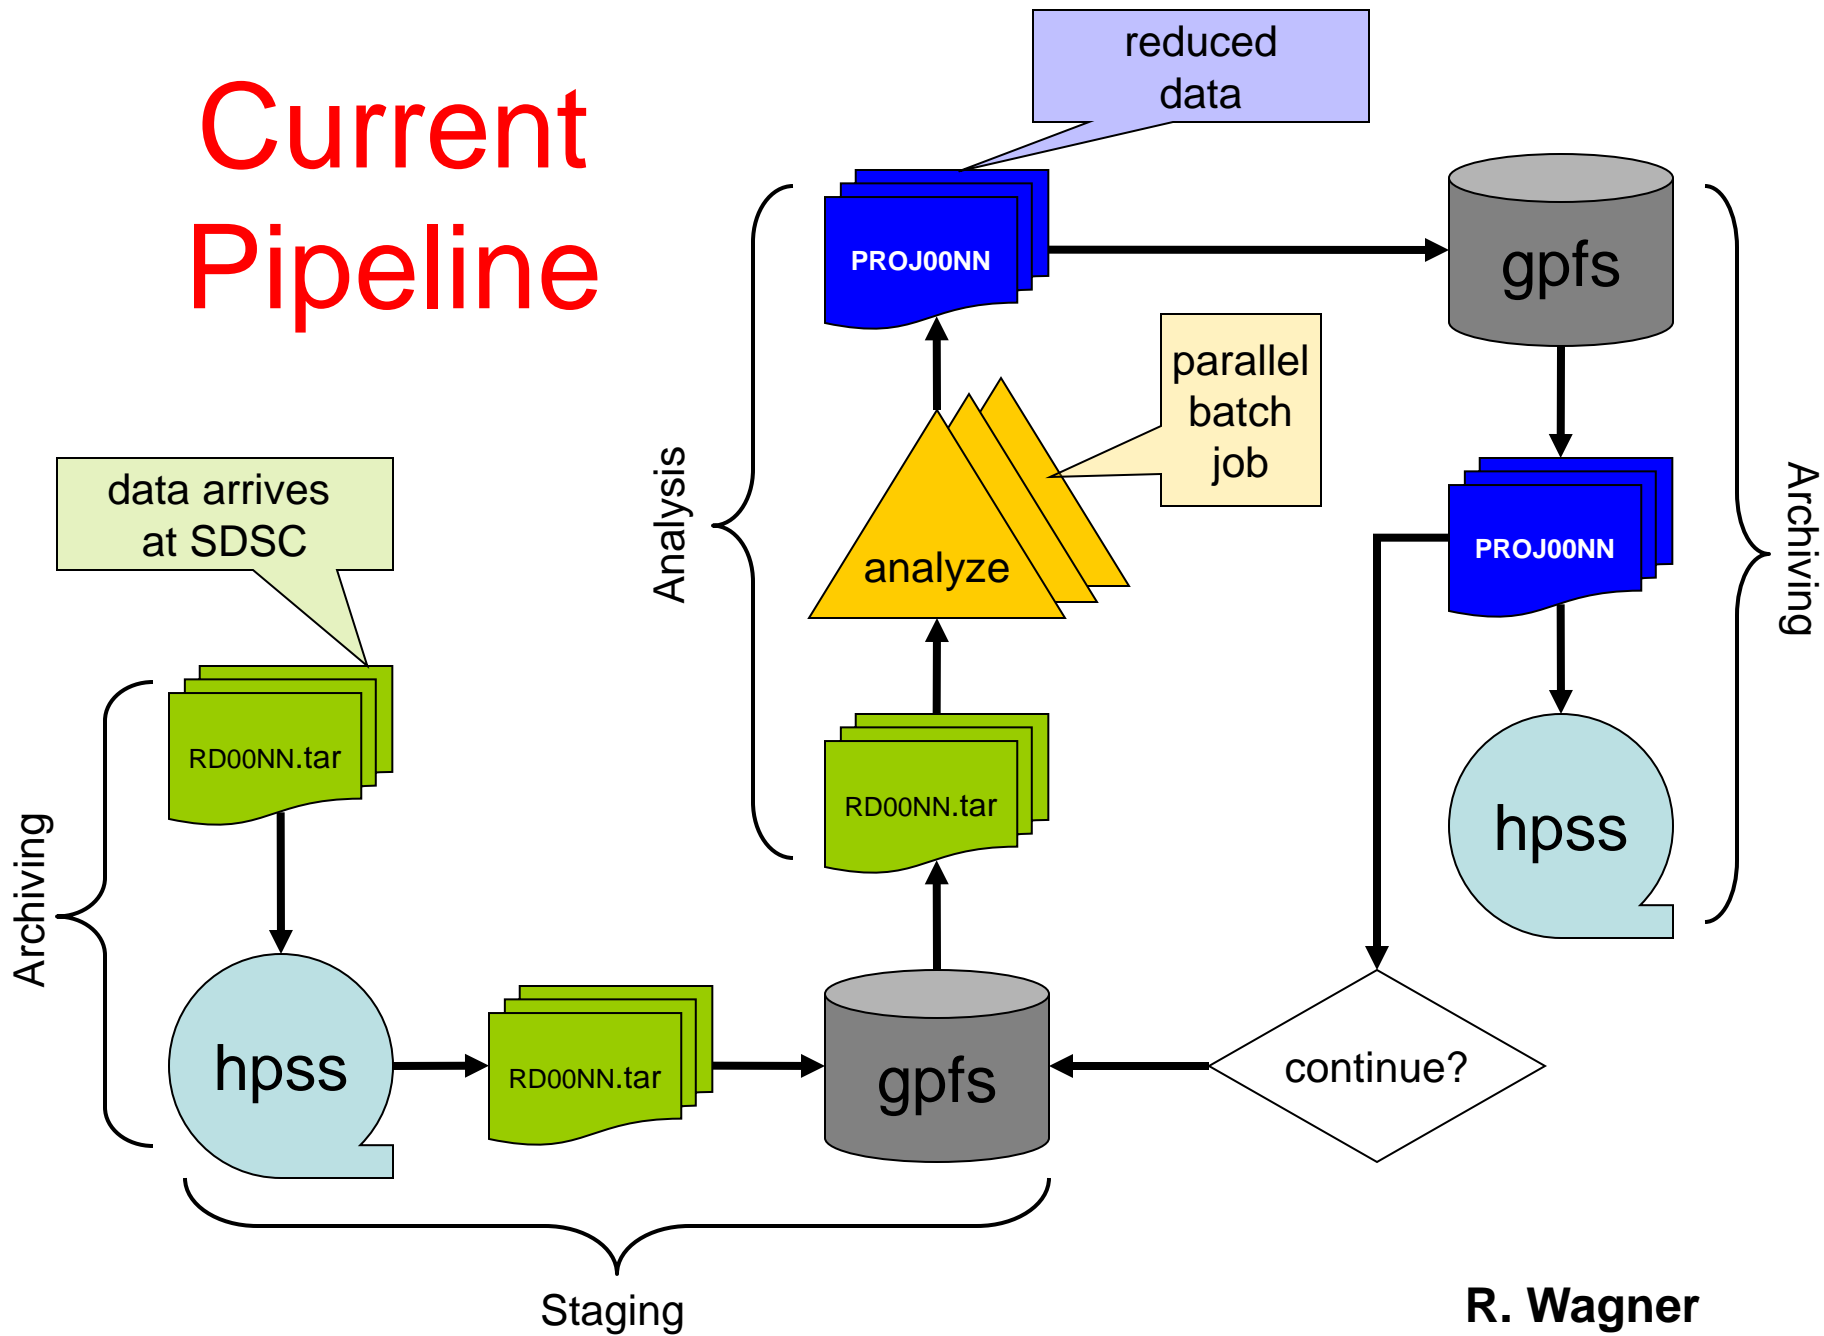 Current
Pipeline
reduced
data
PROJ00NN
gpfs
parallel
batch
job
Analysis
analyze
data arrives
at SDSC
PROJ00NN
Archiving
RD00NN.tar
RD00NN.tar
hpss
Archiving
hpss
RD00NN.tar
gpfs
continue?
Staging
R. Wagner